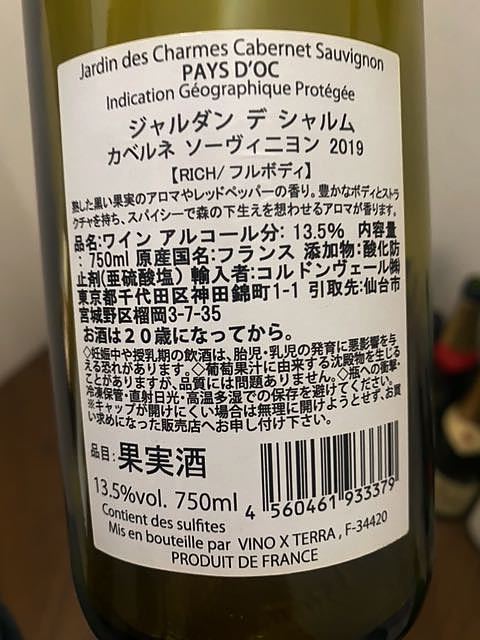 Jardin des Charmes Cabernet Sauvignon
PAYS D'OC
Indication Géographique Protégée
ジャルダン デ シャルム
カベルネ ソーヴィニヨン 2019
【RICH/ フルボディ】
熟した黒い果実のアロマやレッドペッパーの香り。豊かなボディとストラ
クチャを持ち、スパイシーで森の下生えを想わせるアロマが香ります。
品名:ワイン アルコール分: 13.5% 内容量
: 750ml 原産国名:フランス 添加物:酸化防
止剤(亜硫酸塩) 輸入者:コルドンヴェール㈱
東京都千代田区神田錦町1-1 引取先:仙台市
宮城野区榴岡3-7-35
お酒は２０歳になってから。
◇妊娠中や授乳期の飲酒は、胎児・乳児の発育に悪影響を与
える恐れがあります。◇葡萄果汁に由来する沈殿物を生じる
ことがありますが、品質には問題ありません。◇瓶への衝撃・
冷凍保管・直射日光・高温多湿での保存を避けてください。
※キャップが開けにくい場合は無理に開けようとせず、お買
い求めになった販売店へお申し付け下さい。
品目: 果実酒
13.5%vol. 750ml
4 560461 933379
Contient des sulfites
Mis en bouteille par VINO X TERRA , F-34420
PRODUIT DE FRANCE